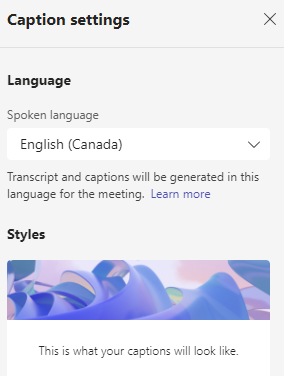 Caption settings
Language
Spoken language
English (Canada)
Transcript and captions will be generated in this
language for the meeting. Learn more
Styles
This is what your captions will look like.